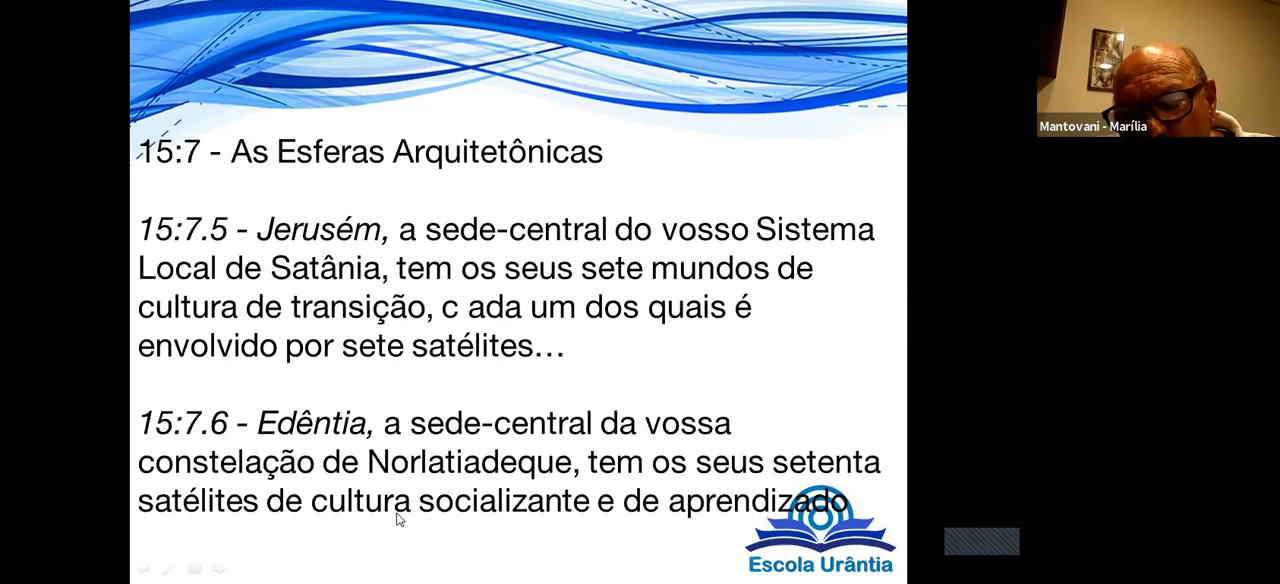 15:7 - As Esferas Arquitetônicas
15:7.5 - Jerusém, a sede-central do vosso Sistema
Local de Satânia, tem os seus sete mundos de
cultura de transição, c ada um dos quais é
envolvido por sete satélites…
15:7.6 - Edêntia, a sede-central da vossa
constelação de Norlatiadeque, tem os seus setenta
satélites de cultura socializante e de aprendizado
Escola Urântia
Mantovani - Marília